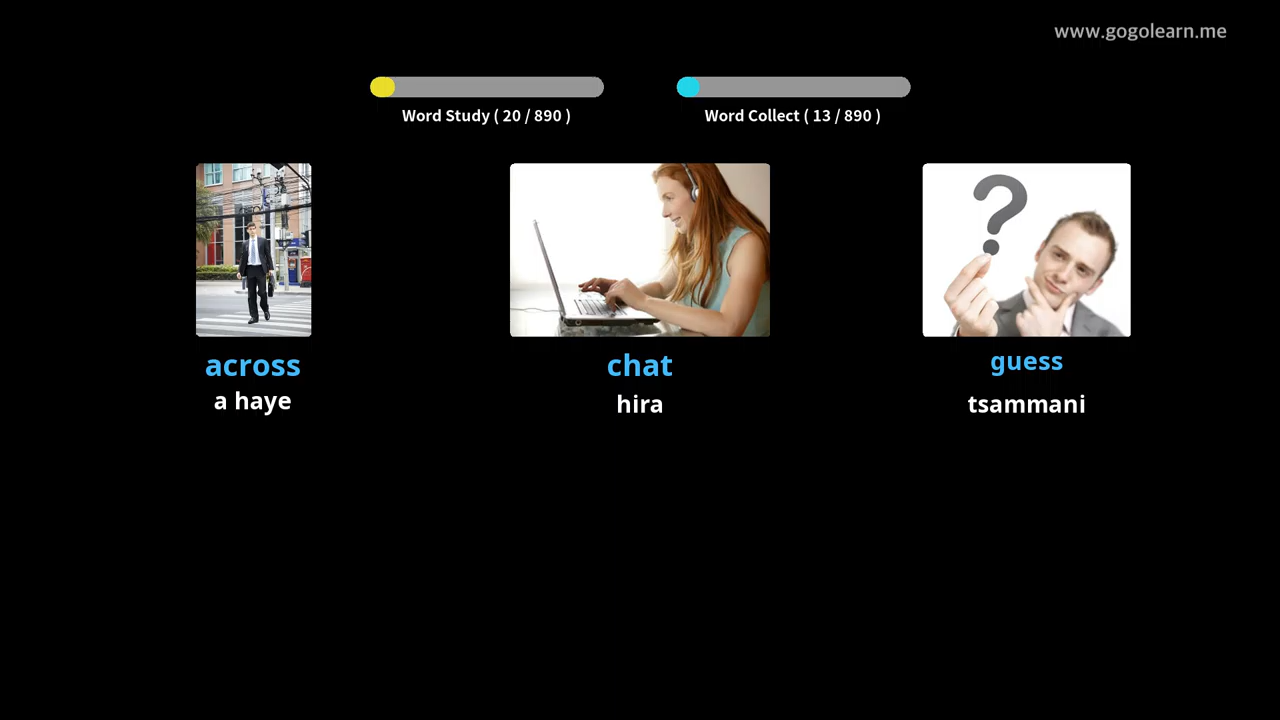 www.gogolearn.me
Word Study ( 20 / 890 )
Word Collect ( 13 / 890 )
across
a haye
chat
hira
guess
tsammani